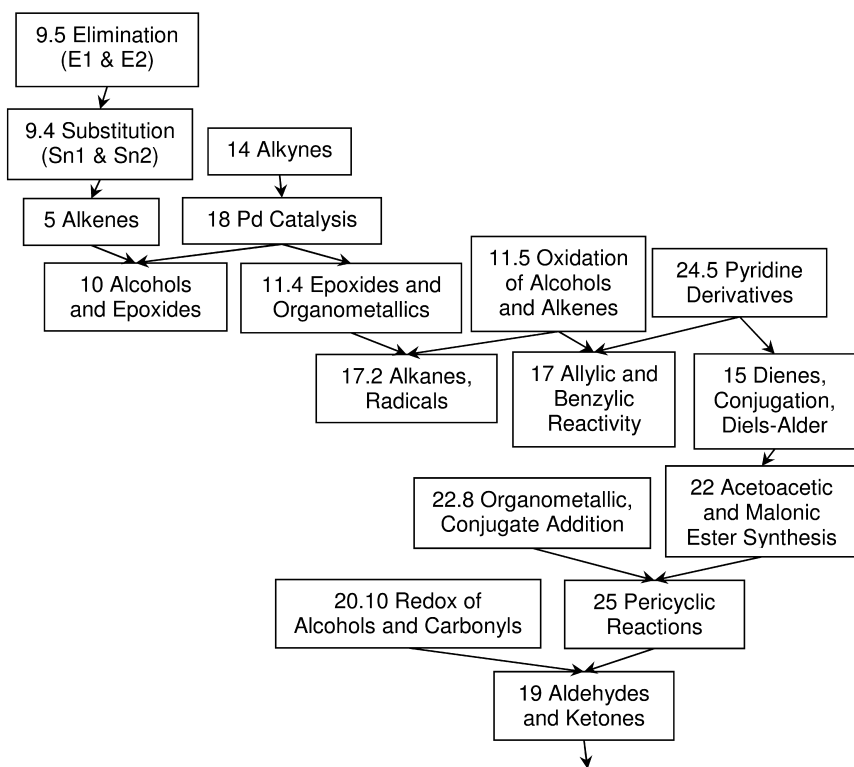 9.5 Elimination
(E1 & E2)
9.4 Substitution
(Sn1 & Sn2)
14 Alkynes
5 Alkenes
18 Pd Catalysis
10 Alcohols
and Epoxides
11.4 Epoxides and
Organometallics
11.5 Oxidation
of Alcohols
and Alkenes
24.5 Pyridine
Derivatives
17.2 Alkanes,
Radicals
17 Allylic and
Benzylic
Reactivity
15 Dienes,
Conjugation,
Diels-Alder
22.8 Organometallic,
Conjugate Addition
22 Acetoacetic
and Malonic
Ester Synthesis
20.10 Redox of
Alcohols and Carbonyls
25 Pericyclic
Reactions
19 Aldehydes
and Ketones